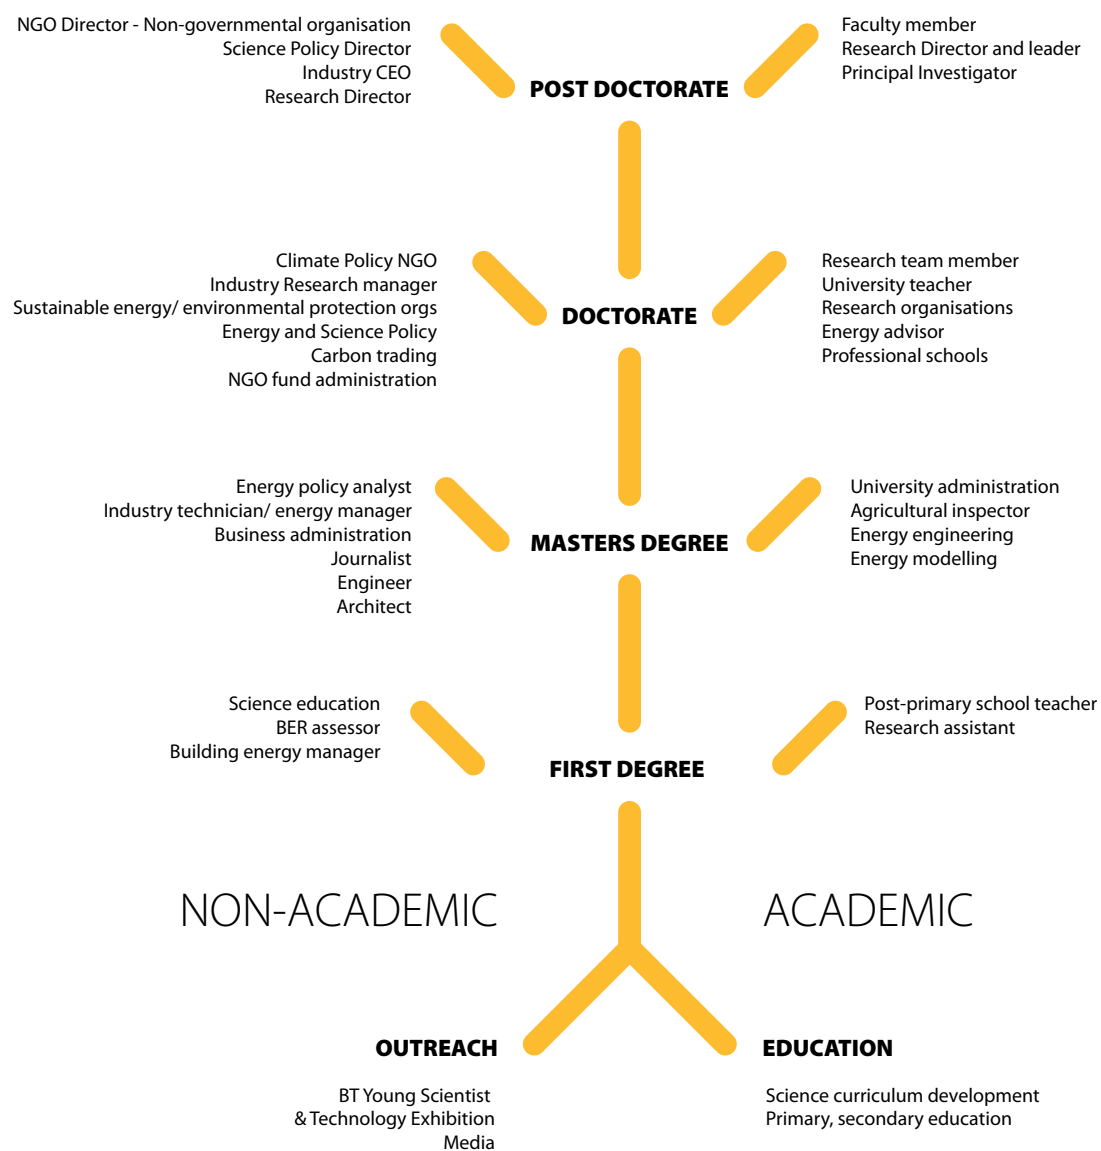 NGO Director - Non-governmental organisation
Science Policy Director
Industry CEO
Research Director
POST DOCTORATE
Faculty member
Research Director and leader
Principal Investigator
Climate Policy NGO
Industry Research manager
Sustainable energy/ environmental protection orgs
Energy and Science Policy
Carbon trading
NGO fund administration
DOCTORATE
Research team member
University teacher
Research organisations
Energy advisor
Professional schools
Energy policy analyst
Industry technician/ energy manager
Business administration
Journalist
Engineer
Architect
MASTERS DEGREE
University administration
Agricultural inspector
Energy engineering
Energy modelling
Science education
BER assessor
Building energy manager
FIRST DEGREE
Post-primary school teacher
Research assistant
NON-ACADEMIC
ACADEMIC
OUTREACH
BT Young Scientist
& Technology Exhibition
Media
EDUCATION
Science curriculum development
Primary, secondary education